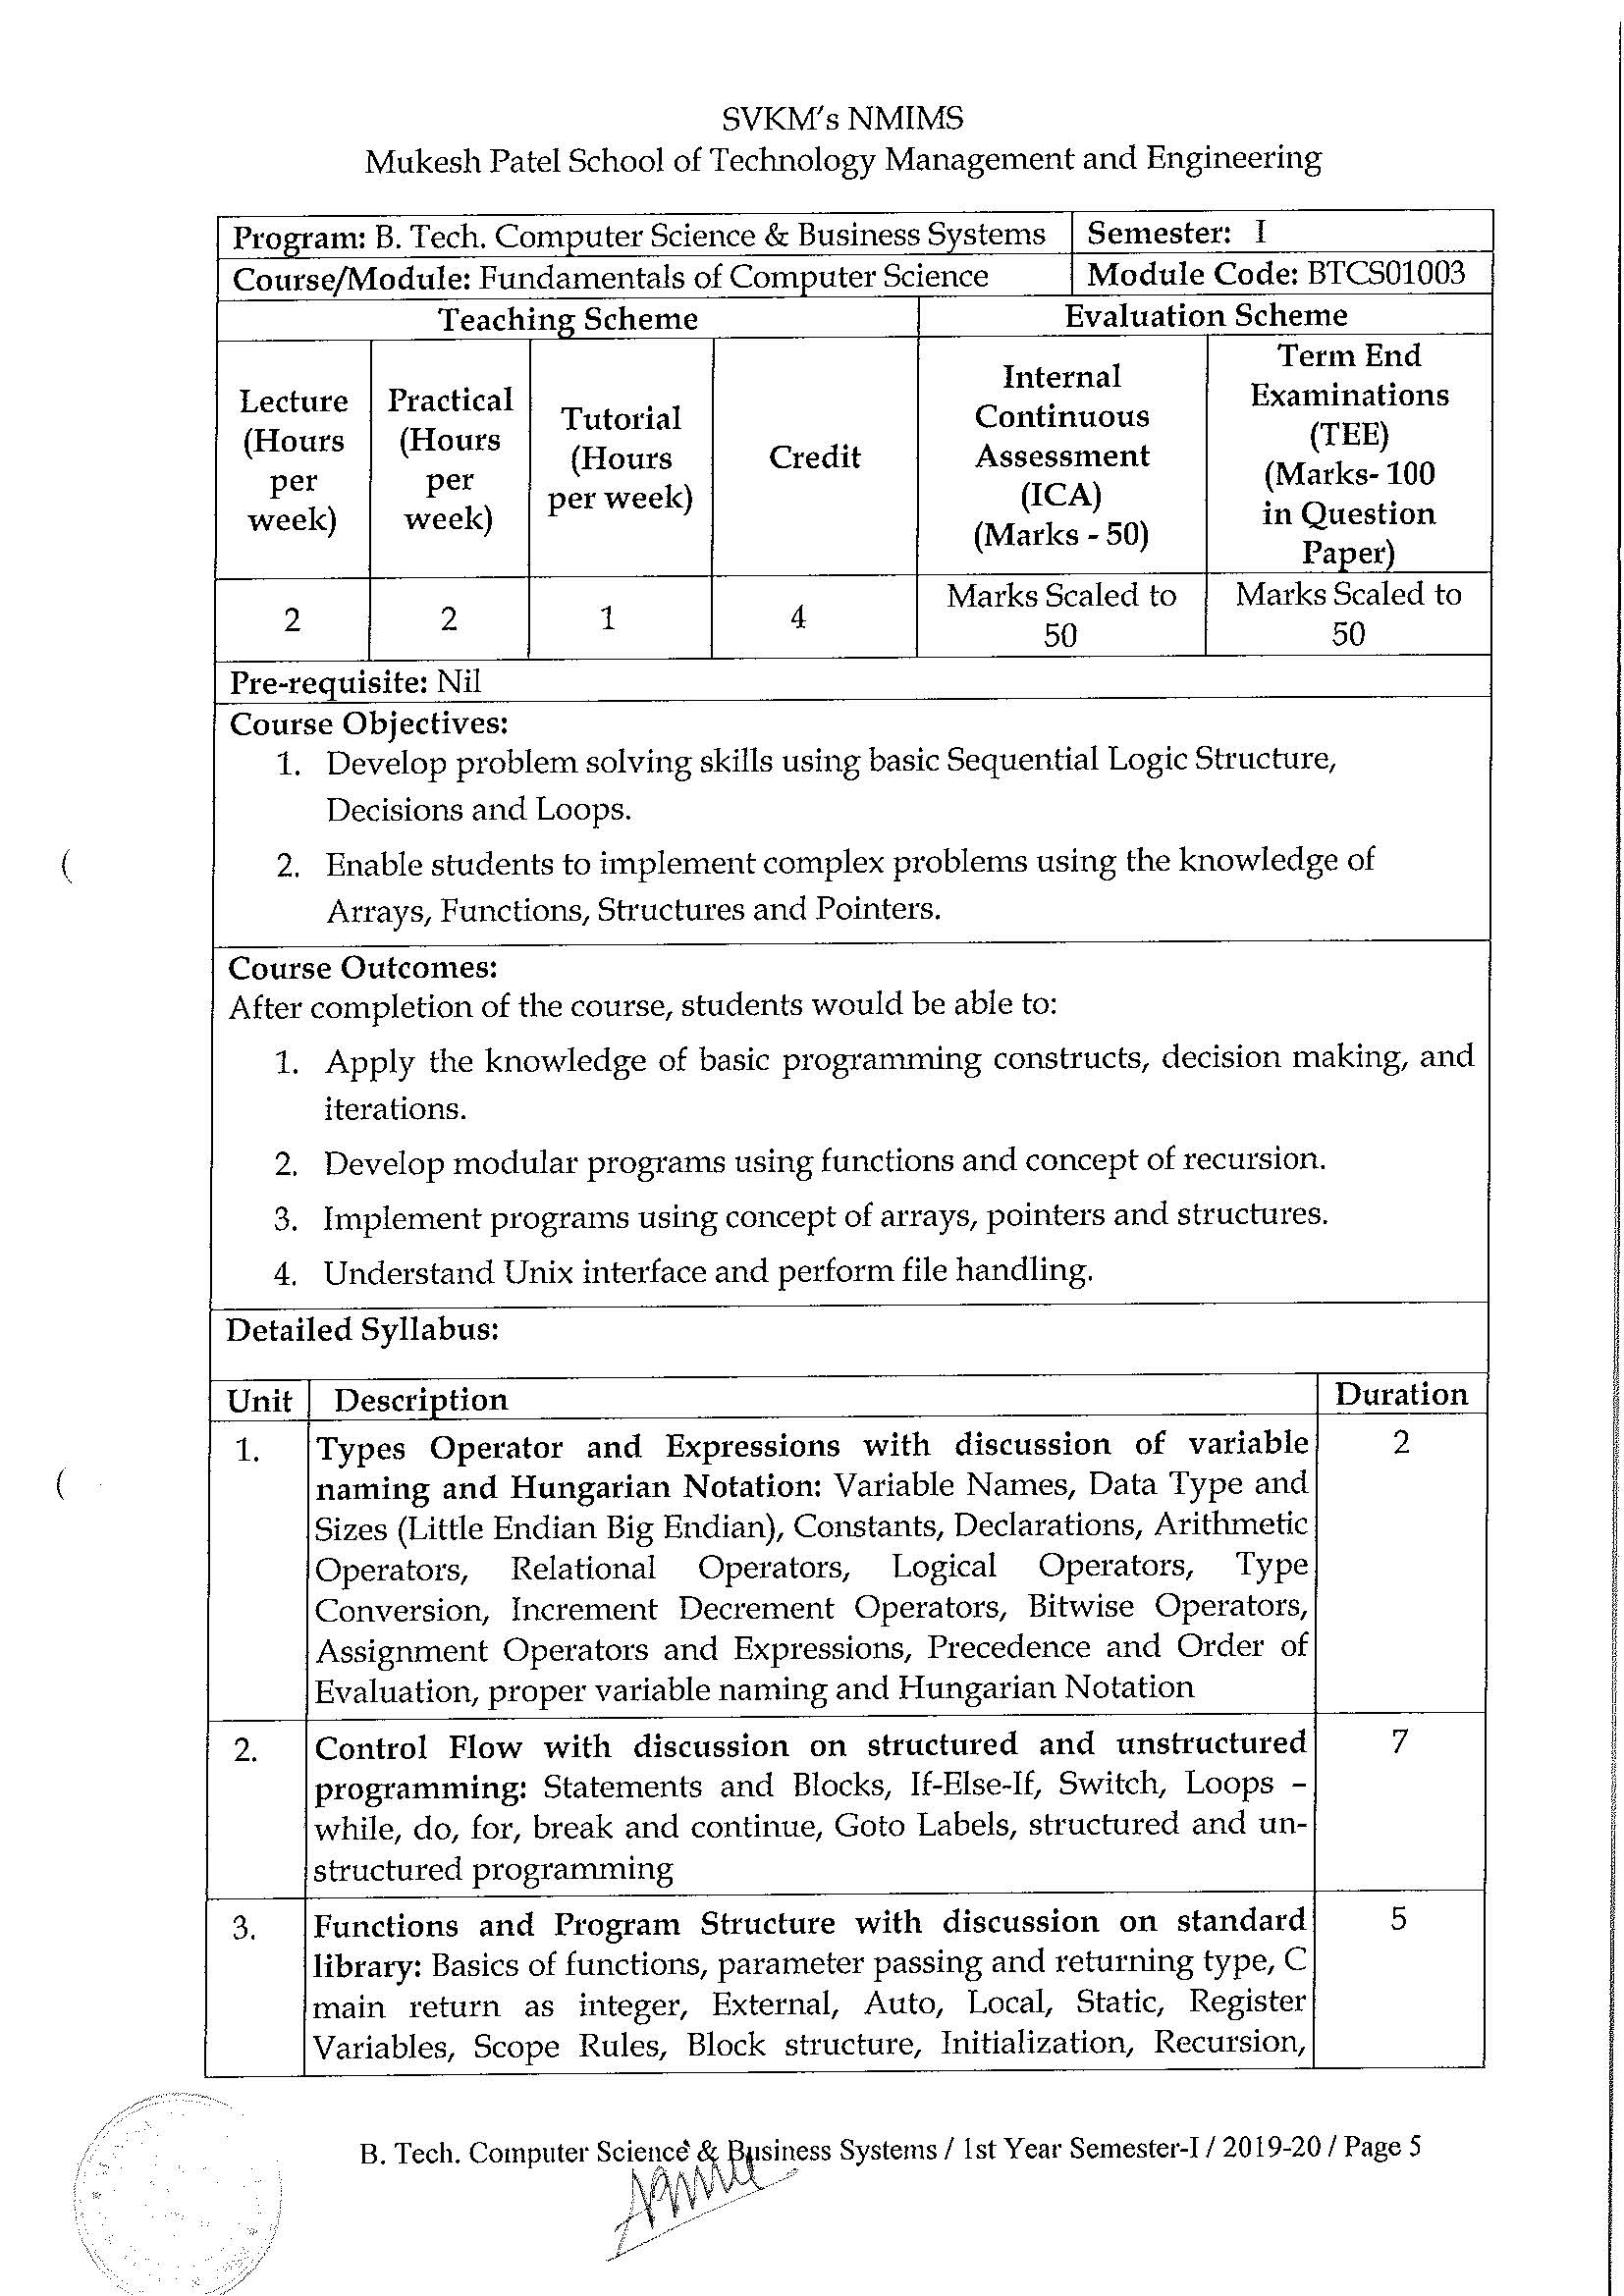 SVKM's NMIMS
Mukesh Patel School of Technology Management and Engineering
Program: B. Tech. Computer Science & Business Systems
Semester: I
Course/Module: Fundamentals of Computer Science
Module Code: BTCS01003
Teaching Scheme
Evaluation Scheme
Lecture
(Hours
per
week)
Practical
(Hours
per
week)
Tutorial
(Hours
per week)
Credit
Internal
Continuous
Assessment
(ICA)
(Marks - 50)
Term End
Examinations
(TEE)
(Marks- 100
in Question
Paper)
2
2
1
4
Marks Scaled to
50
Marks Scaled to
50
Pre-requisite: Nil
Course Objectives:
1. Develop problem solving skills using basic Sequential Logic Structure,
Decisions and Loops.
2. Enable students to implement complex problems using the knowledge of
Arrays, Functions, Structures and Pointers.
Course Outcomes:
After completion of the course, students would be able to:
1. Apply the knowledge of basic programming constructs, decision making, and
iterations.
2. Develop modular programs using functions and concept of recursion.
3. Implement programs using concept of arrays, pointers and structures.
4. Understand Unix interface and perform file handling.
Detailed Syllabus:
Unit
Description
Duration
1.
Types Operator and Expressions with discussion of variable
naming and Hungarian Notation: Variable Names, Data Type and
Sizes (Little Endian Big Endian), Constants, Declarations, Arithmetic
Operators, Relational Operators, Logical Operators, Type
Conversion, Increment Decrement Operators, Bitwise Operators,
Assignment Operators and Expressions, Precedence and Order of
Evaluation, proper variable naming and Hungarian Notation
2
2.
Control Flow with discussion on structured and unstructured
programming: Statements and Blocks, If-Else-If, Switch, Loops –
while, do, for, break and continue, Goto Labels, structured and un-
structured programming
7
3.
Functions and Program Structure with discussion on standard
library: Basics of functions, parameter passing and returning type, C
main return as integer, External, Auto, Local, Static, Register
Variables, Scope Rules, Block structure, Initialization, Recursion,
5
B. Tech. Computer Science & Business Systems / 1st Year Semester-I / 2019-20 / Page 5